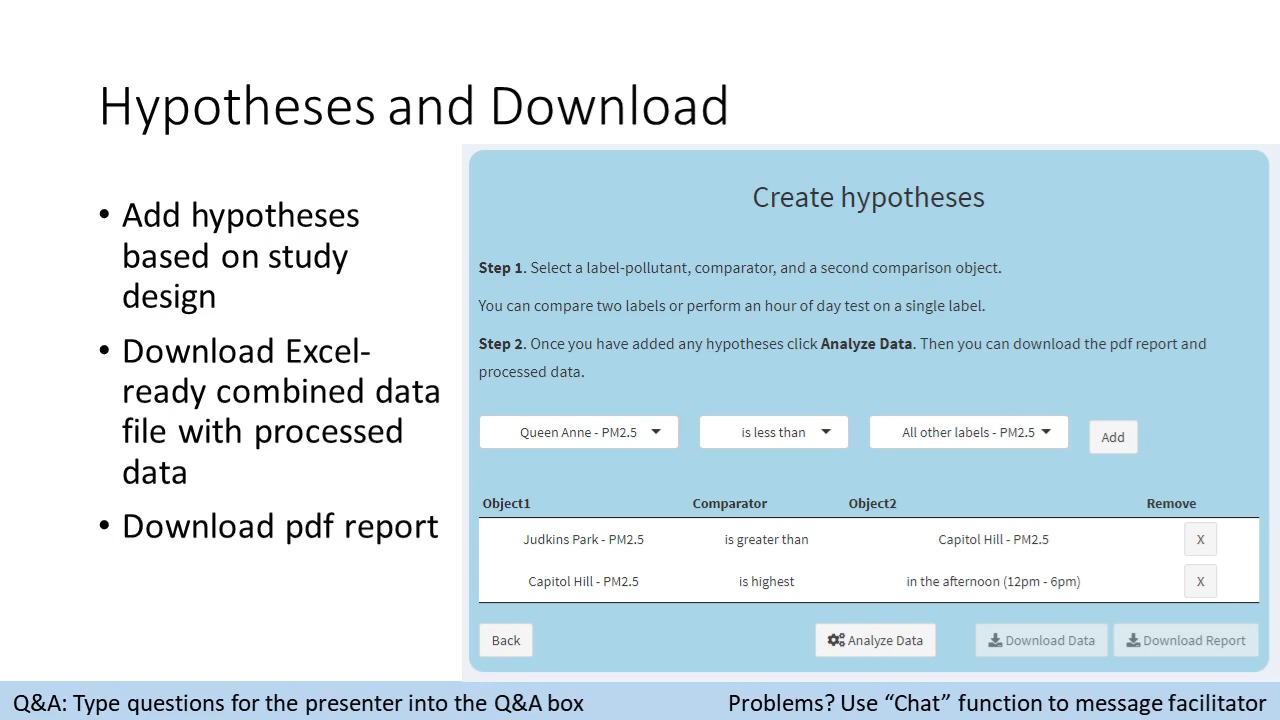 Hypotheses and Download
• Add hypotheses
based on study
design
• Download Excel-
ready combined data
file with processed
data
• Download pdf report
Create hypotheses
Step 1. Select a label-pollutant, comparator, and a second comparison object.
You can compare two labels or perform an hour of day test on a single label.
Step 2. Once you have added any hypotheses click Analyze Data. Then you can download the pdf report and
processed data.
Queen Anne - PM2.5 is less than All other labels - PM2.5 Add
Object1 Comparator Object2 Remove
Judkins Park - PM2.5 is greater than Capitol Hill - PM2.5 X
Capitol Hill - PM2.5 is highest in the afternoon (12pm - 6pm) X
Back Analyze Data Download Data Download Report
Q&A: Type questions for the presenter into the Q&A box Problems? Use “Chat” function to message facilitator